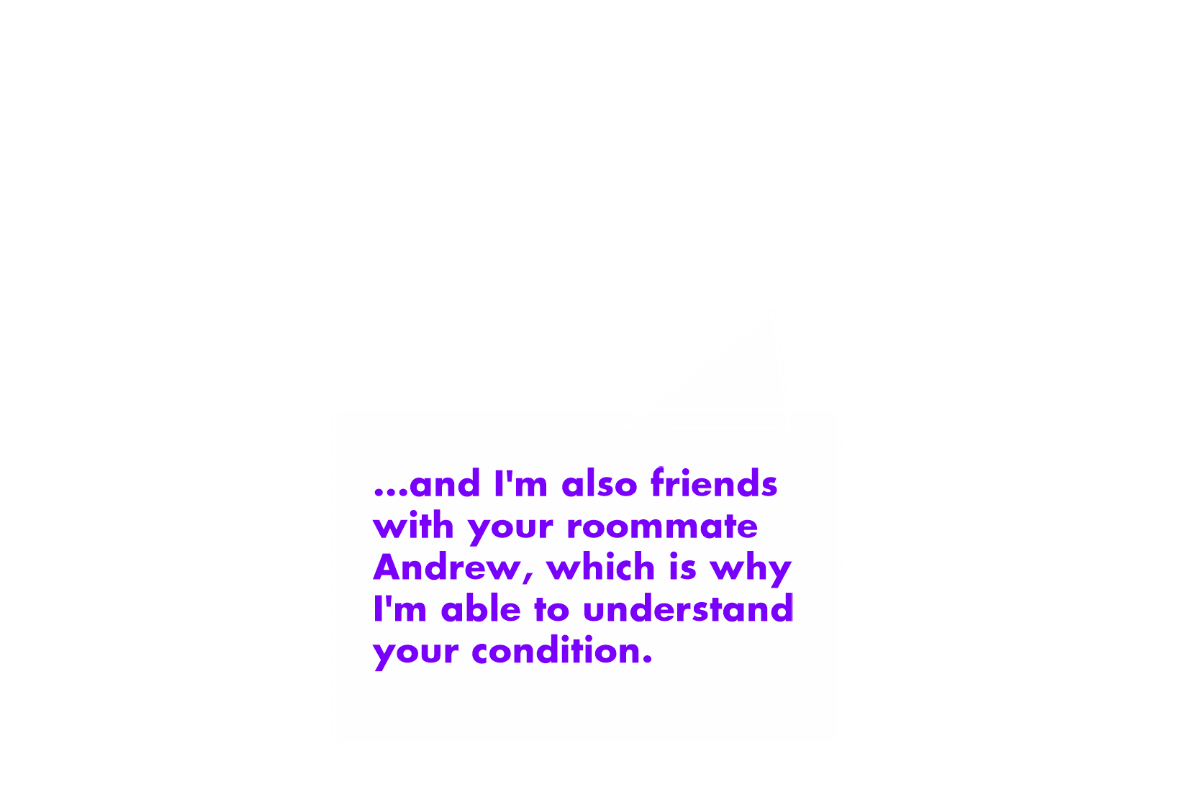 ...and I'm also friends
with your roommate
Andrew, which is why
I'm able to understand
your condition.